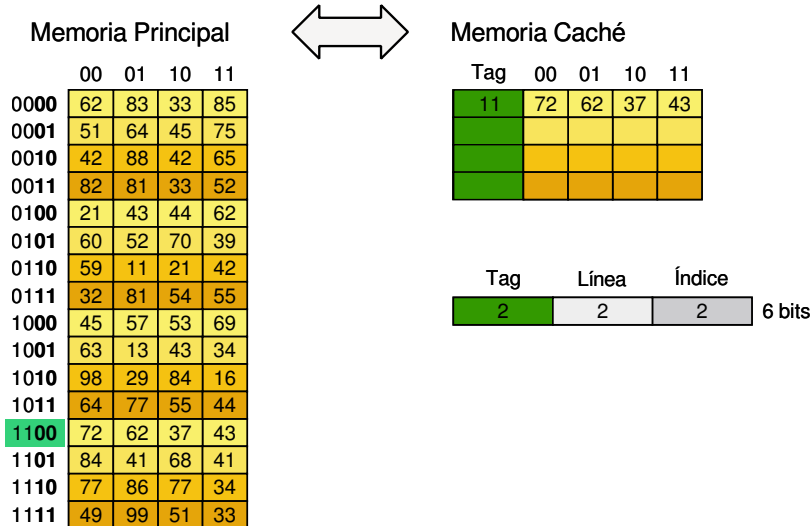 Memoria Principal
00 01 10 11
0000 62 83 33 85
0001 51 64 45 75
0010 42 88 42 65
0011 82 81 33 52
0100 21 43 44 62
0101 60 52 70 39
0110 59 11 21 42
0111 32 81 54 55
1000 45 57 53 69
1001 63 13 43 34
1010 98 29 84 16
1011 64 77 55 44
1100 72 62 37 43
1101 84 41 68 41
1110 77 86 77 34
1111 49 99 51 33
Memoria Caché
Tag 00 01 10 11
11 72 62 37 43
Tag Línea Índice
2 2 2 6 bits